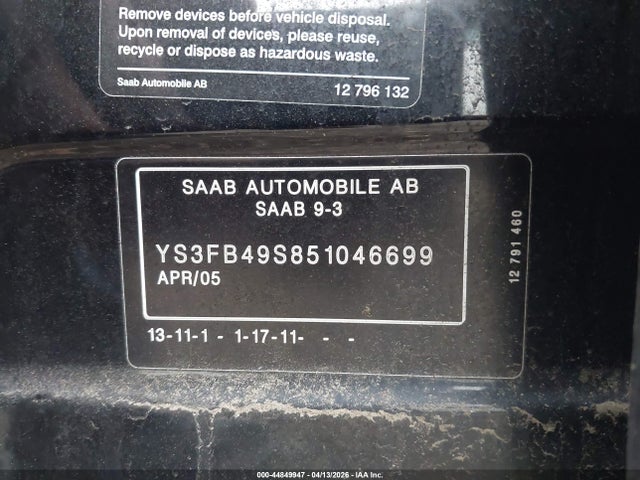 Remove devices before vehicle disposal.
Upon removal of devices, please reuse,
recycle or dispose as hazardous waste.
Saab Automobile AB 12 796 132
SAAB AUTOMOBILE AB
SAAB 9-3
YS3FB49S851046699
APR/05
13-11-1 - 1-17-11- - -
12 791 460
000-44849947 | 04/13/2026 - IAA Inc.